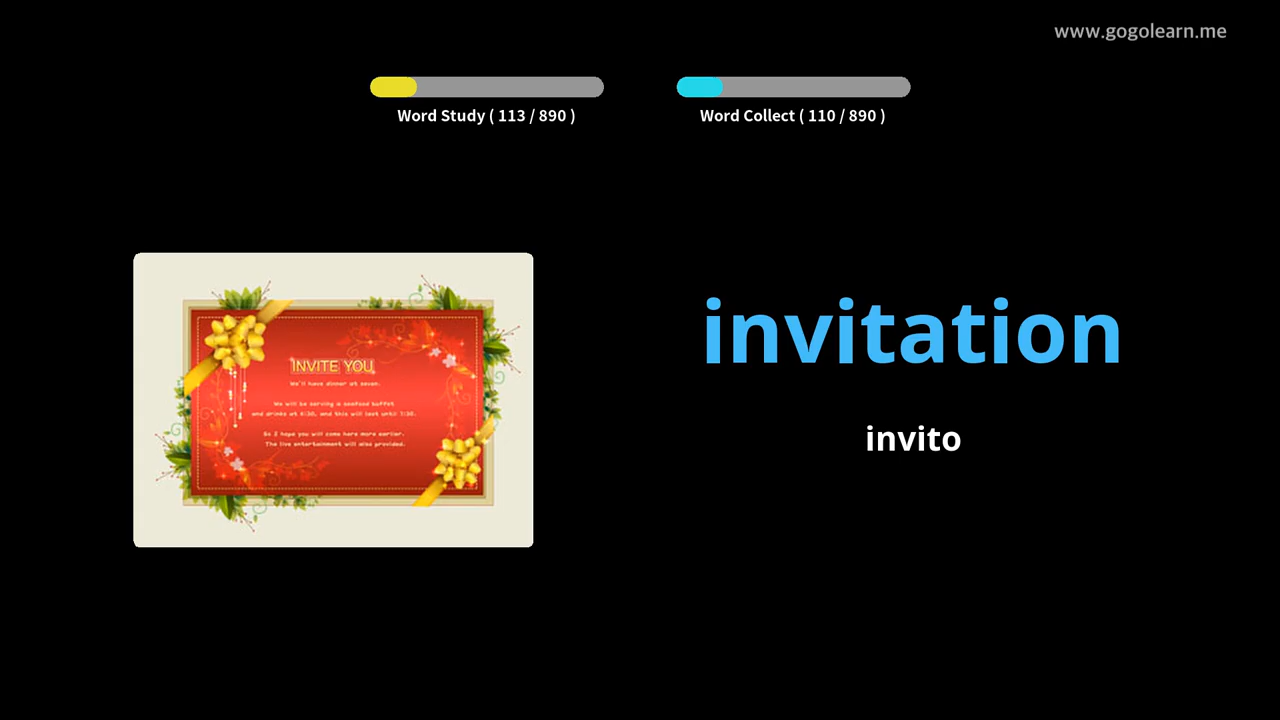 www.gogolearn.me
Word Study ( 113 / 890 )
Word Collect ( 110 / 890 )
INVITE YOU
We'll have dinner at seven.
We will be serving a seafood buffet
and drinks at 6:30, and this will last until 7:30.
So I hope you will come here more earlier.
The live entertainment will also provided.
invitation
invito